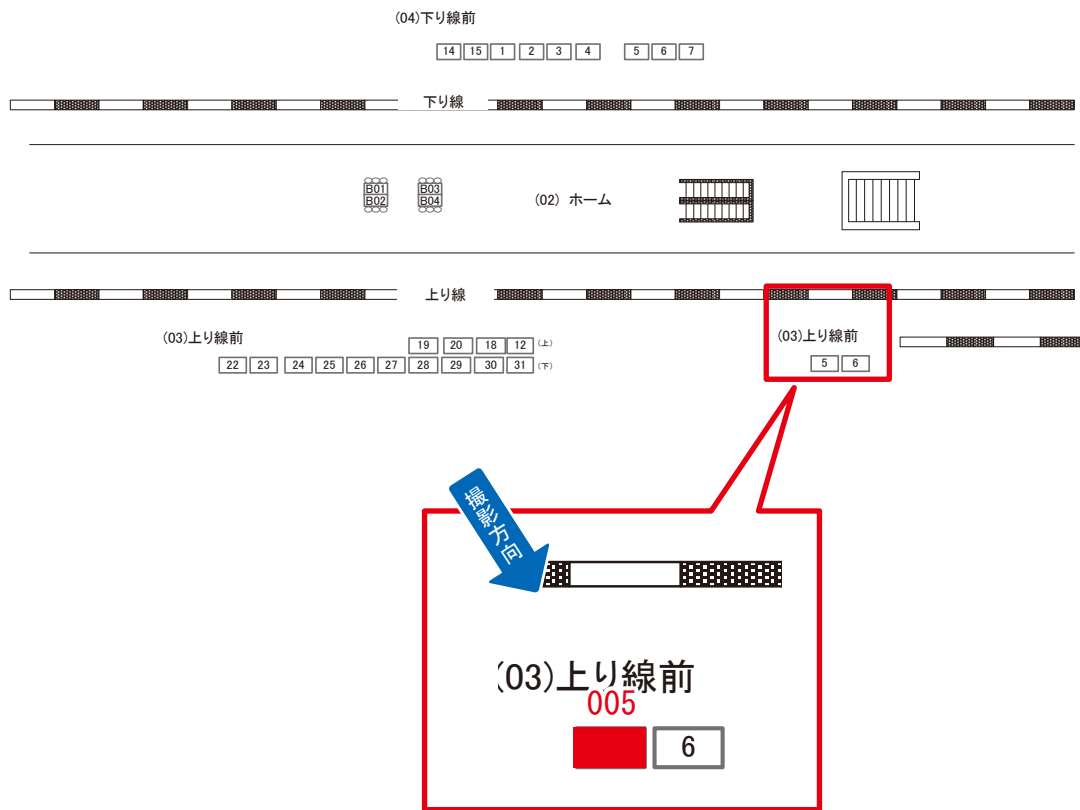 (04)下り線前
14 15 1 2 3 4 5 6 7
下り線
B01 B03
B02 B04
(02) ホーム
上り線
(03)上り線前
19 20 18 12 (上)
22 23 24 25 26 27 28 29 30 31 (下)
(03)上り線前
5 6
撮影方向
(03)上り線前
005
6